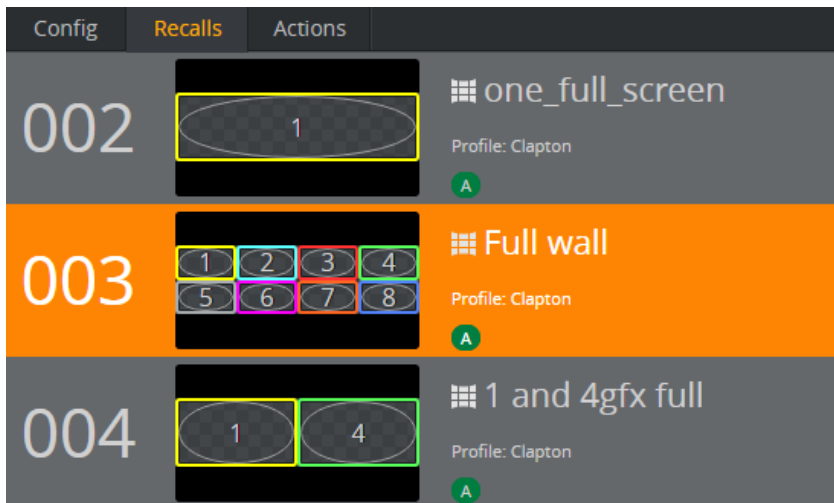 Config Recalls Actions
002
1
one_full_screen
Profile: Clapton
A
003
1 2 3 4
5 6 7 8
Full wall
Profile: Clapton
A
004
1 4
1 and 4gfx full
Profile: Clapton
A